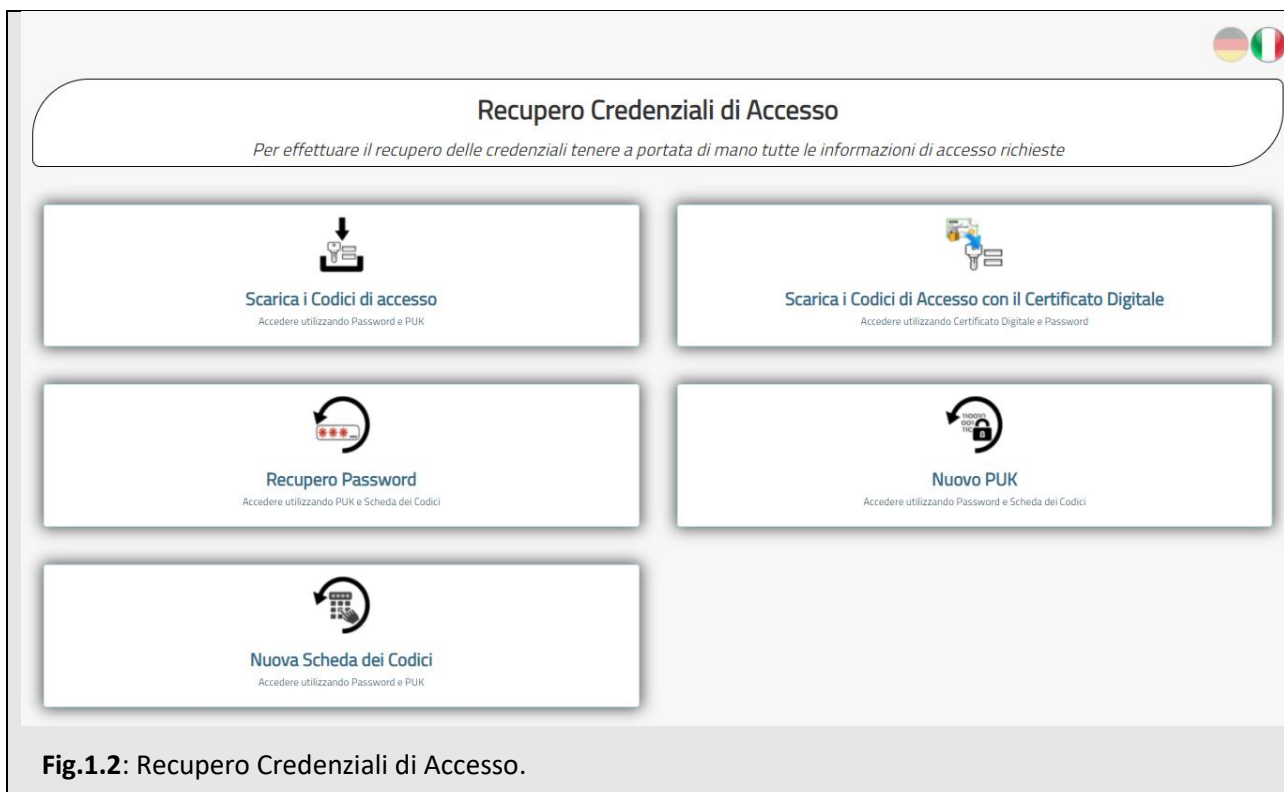 Recupero Credenziali di Accesso
Per effettuare il recupero delle credenziali tenere a portata di mano tutte le informazioni di accesso richieste
Scarica i Codici di accesso
Accedere utilizzando Password e PUK
Scarica i Codici di Accesso con il Certificato Digitale
Accedere utilizzando Certificato Digitale e Password
***_
Recupero Password
Accedere utilizzando PUK e Scheda dei Codici
110010
001
110
Nuovo PUK
Accedere utilizzando Password e Scheda dei Codici
Nuova Scheda dei Codici
Accedere utilizzando Password e PUK
Fig.1.2: Recupero Credenziali di Accesso.